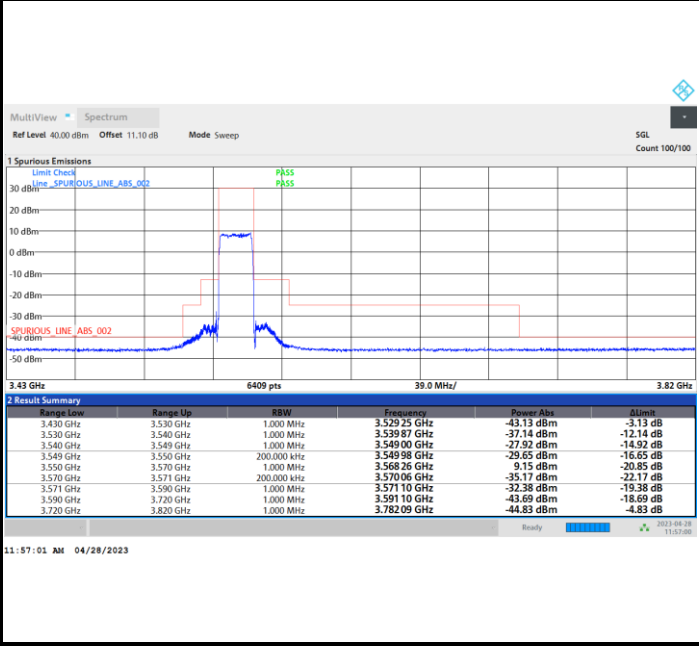 MultiView Spectrum
Ref Level 40.00 dBm Offset 11.10 dB Mode Sweep SGL
Count 100/100
1 Spurious Emissions
Limit Check PASS
Line _SPURIOUS_LINE_ABS_002 PASS
30 dBm
20 dBm
10 dBm
0 dBm
-10 dBm
-20 dBm
-30 dBm
_SPURIOUS_LINE_ABS_002
-40 dBm
-50 dBm
3.43 GHz 6409 pts 39.0 MHz/ 3.82 GHz
2 Result Summary
Range Low Range Up RBW Frequency Power Abs ΔLimit
3.430 GHz 3.530 GHz 1.000 MHz 3.529 25 GHz -43.13 dBm -3.13 dB
3.530 GHz 3.540 GHz 1.000 MHz 3.539 87 GHz -37.14 dBm -12.14 dB
3.540 GHz 3.549 GHz 1.000 MHz 3.549 00 GHz -27.92 dBm -14.92 dB
3.549 GHz 3.550 GHz 200.000 kHz 3.549 98 GHz -29.65 dBm -16.65 dB
3.550 GHz 3.570 GHz 1.000 MHz 3.568 26 GHz 9.15 dBm -20.85 dB
3.570 GHz 3.571 GHz 200.000 kHz 3.570 06 GHz -35.17 dBm -22.17 dB
3.571 GHz 3.590 GHz 1.000 MHz 3.571 10 GHz -32.38 dBm -19.38 dB
3.590 GHz 3.720 GHz 1.000 MHz 3.591 10 GHz -43.69 dBm -18.69 dB
3.720 GHz 3.820 GHz 1.000 MHz 3.782 09 GHz -44.83 dBm -4.83 dB
Ready 2023-04-28
11:57:00
11:57:01 AM 04/28/2023